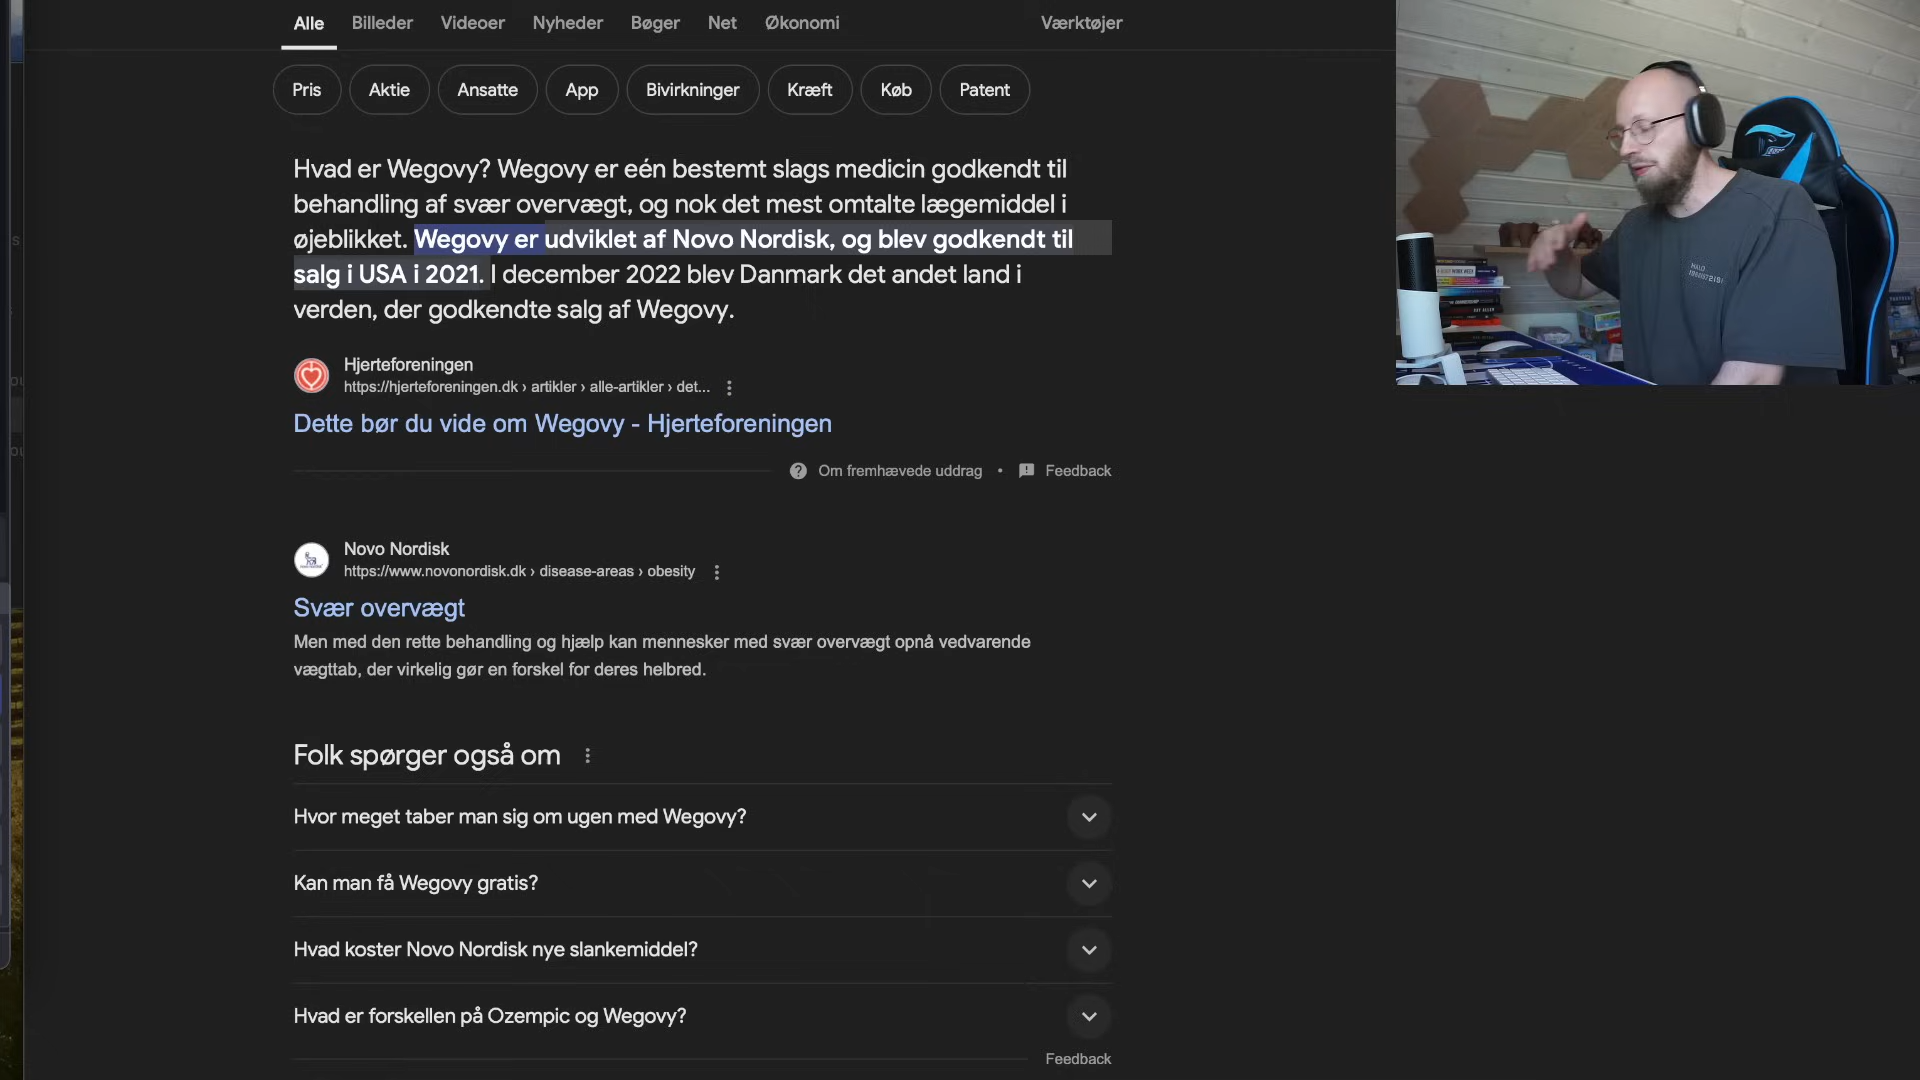 Alle Billeder Videoer Nyheder Bøger Net Økonomi Værktøjer
Pris Aktie Ansatte App Bivirkninger Kræft Køb Patent
Hvad er Wegovy? Wegovy er eén bestemt slags medicin godkendt til
behandling af svær overvægt, og nok det mest omtalte lægemiddel i
øjeblikket. Wegovy er udviklet af Novo Nordisk, og blev godkendt til
salg i USA i 2021. I december 2022 blev Danmark det andet land i
verden, der godkendte salg af Wegovy.
Hjerteforeningen
https://hjerteforeningen.dk › artikler › alle-artikler › det...
Dette bør du vide om Wegovy - Hjerteforeningen
Om fremhævede uddrag • Feedback
Novo Nordisk
https://www.novonordisk.dk › disease-areas › obesity
Svær overvægt
Men med den rette behandling og hjælp kan mennesker med svær overvægt opnå vedvarende
vægttab, der virkelig gør en forskel for deres helbred.
Folk spørger også om
Hvor meget taber man sig om ugen med Wegovy?
Kan man få Wegovy gratis?
Hvad koster Novo Nordisk nye slankemiddel?
Hvad er forskellen på Ozempic og Wegovy?
Feedback